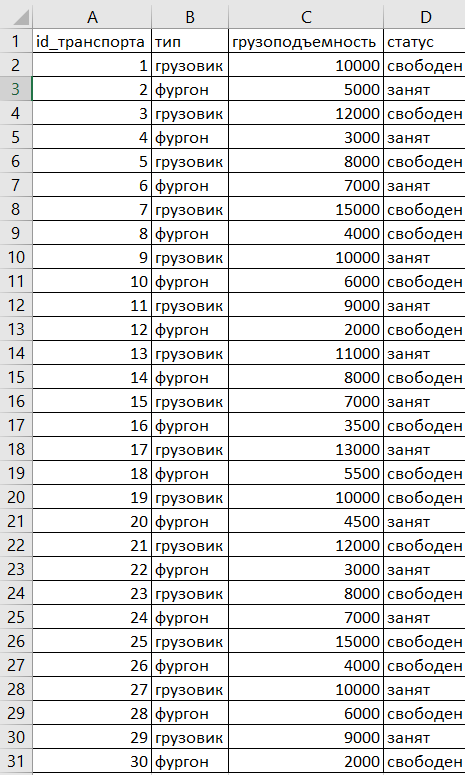 A B C D
1 id_транспорта тип грузоподъемность статус
2 1 грузовик 10000 свободен
3 2 фургон 5000 занят
4 3 грузовик 12000 свободен
5 4 фургон 3000 занят
6 5 грузовик 8000 свободен
7 6 фургон 7000 занят
8 7 грузовик 15000 свободен
9 8 фургон 4000 свободен
10 9 грузовик 10000 занят
11 10 фургон 6000 свободен
12 11 грузовик 9000 занят
13 12 фургон 2000 свободен
14 13 грузовик 11000 занят
15 14 фургон 8000 свободен
16 15 грузовик 7000 занят
17 16 фургон 3500 свободен
18 17 грузовик 13000 занят
19 18 фургон 5500 свободен
20 19 грузовик 10000 свободен
21 20 фургон 4500 занят
22 21 грузовик 12000 свободен
23 22 фургон 3000 занят
24 23 грузовик 8000 свободен
25 24 фургон 7000 занят
26 25 грузовик 15000 свободен
27 26 фургон 4000 свободен
28 27 грузовик 10000 занят
29 28 фургон 6000 свободен
30 29 грузовик 9000 занят
31 30 фургон 2000 свободен